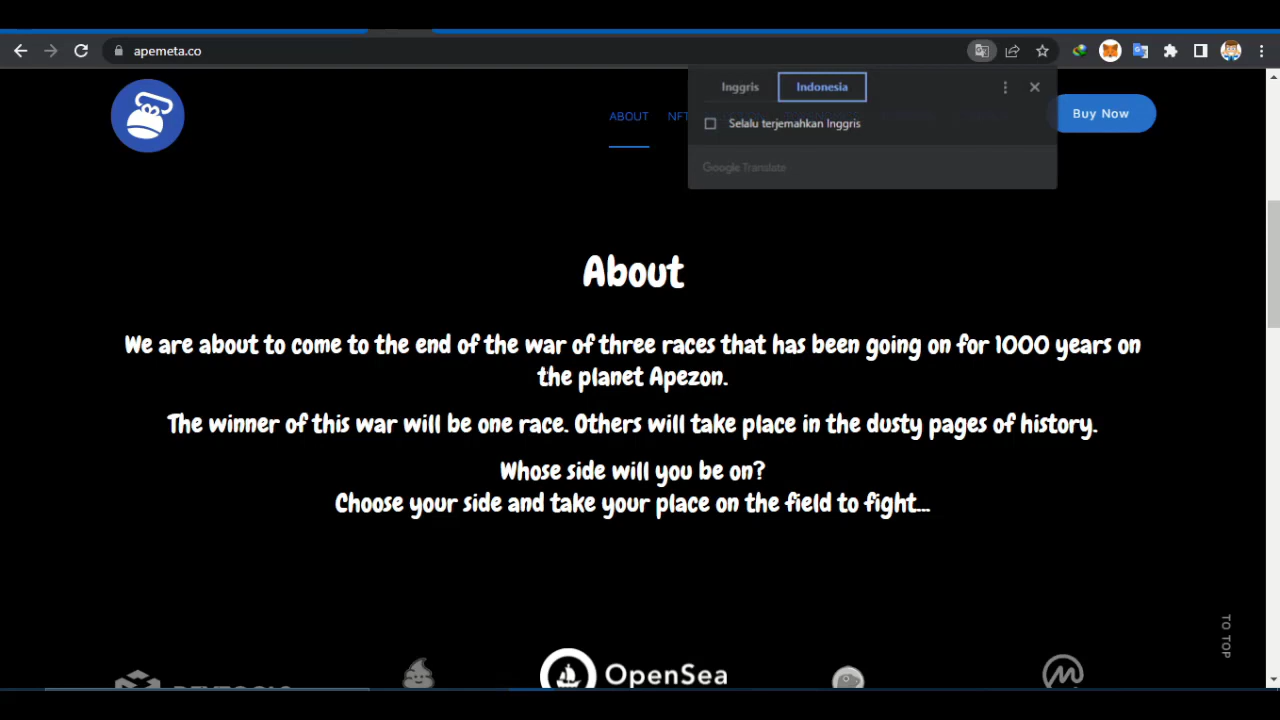 apemeta.co
Inggris Indonesia
ABOUT
Selalu terjemahkan Inggris
Buy Now
Google Translate
About
We are about to come to the end of the war of three races that has been going on for 1000 years on
the planet Apezon.
The winner of this war will be one race. Others will take place in the dusty pages of history.
Whose side will you be on?
Choose your side and take your place on the field to fight...
TO TOP
OpenSea